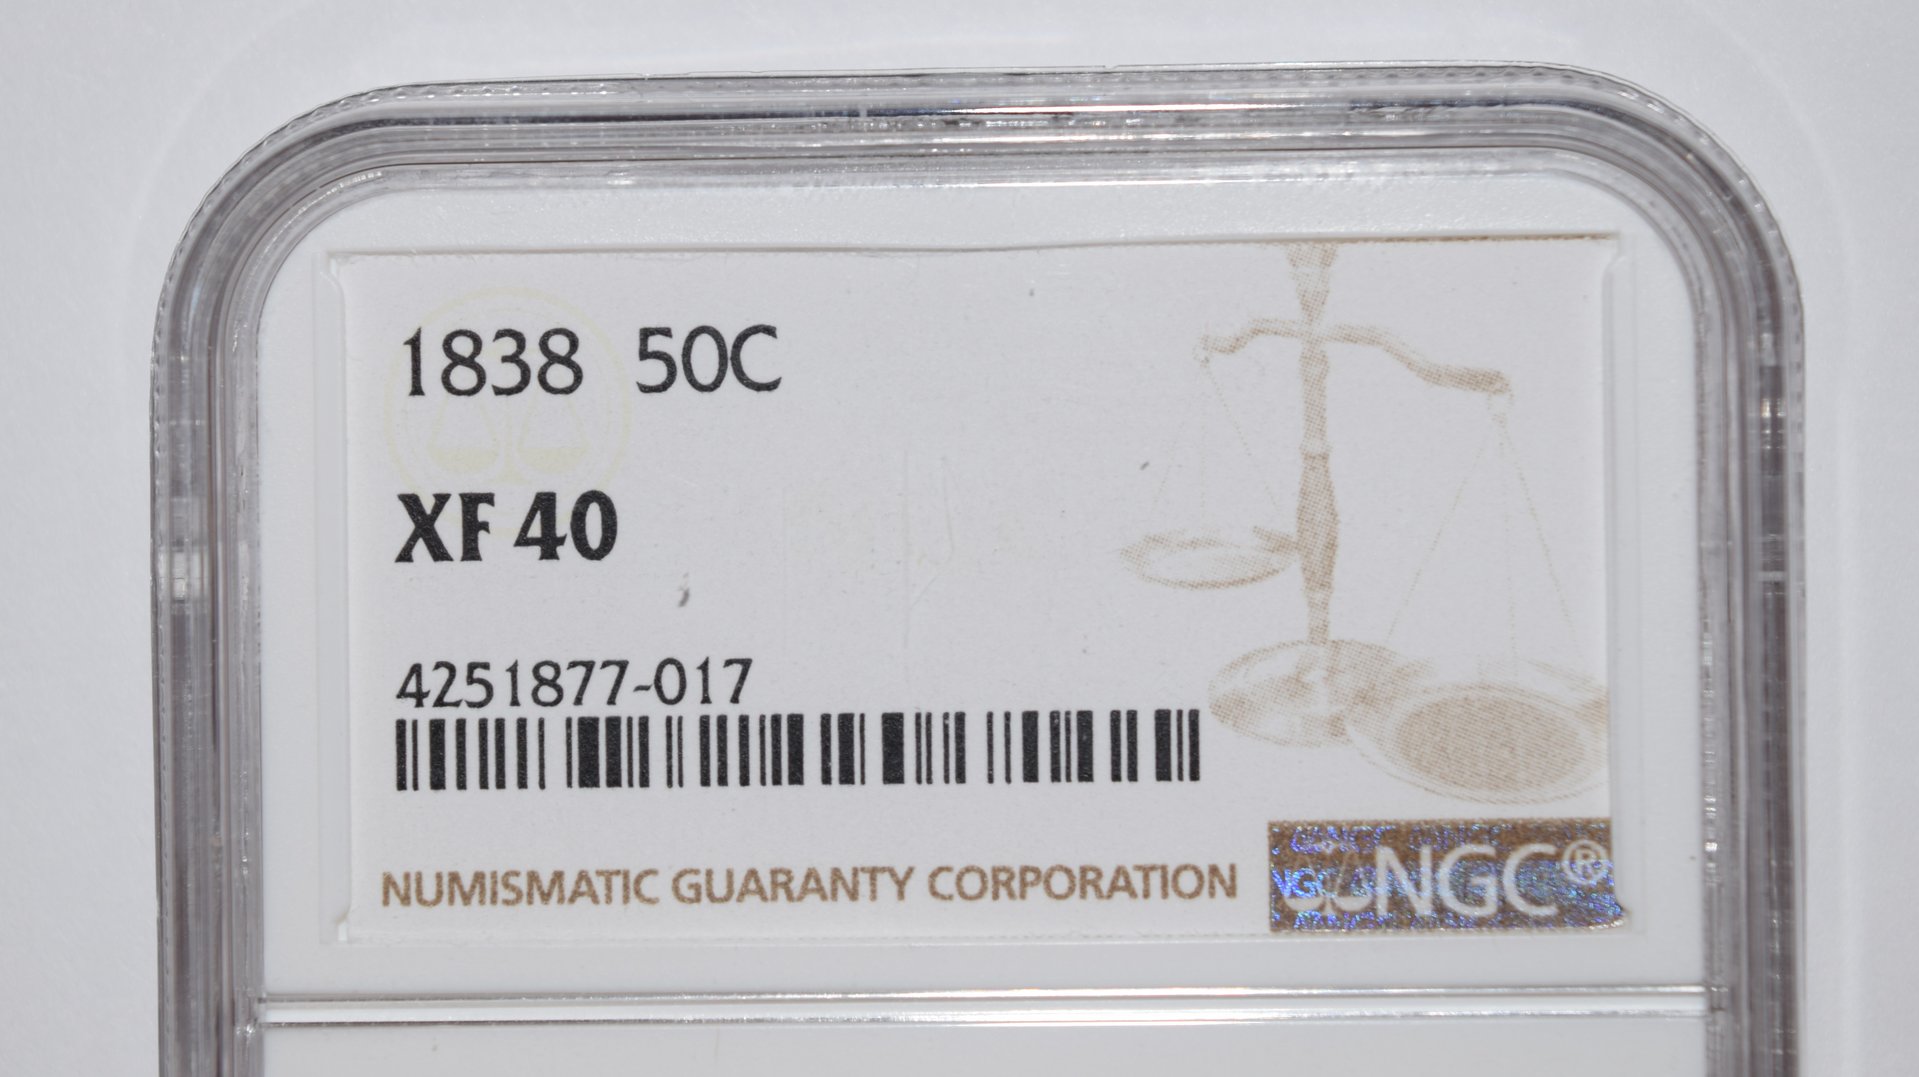 1838 50C
XF 40
4251877-017
NUMISMATIC GUARANTY CORPORATION
NGC®